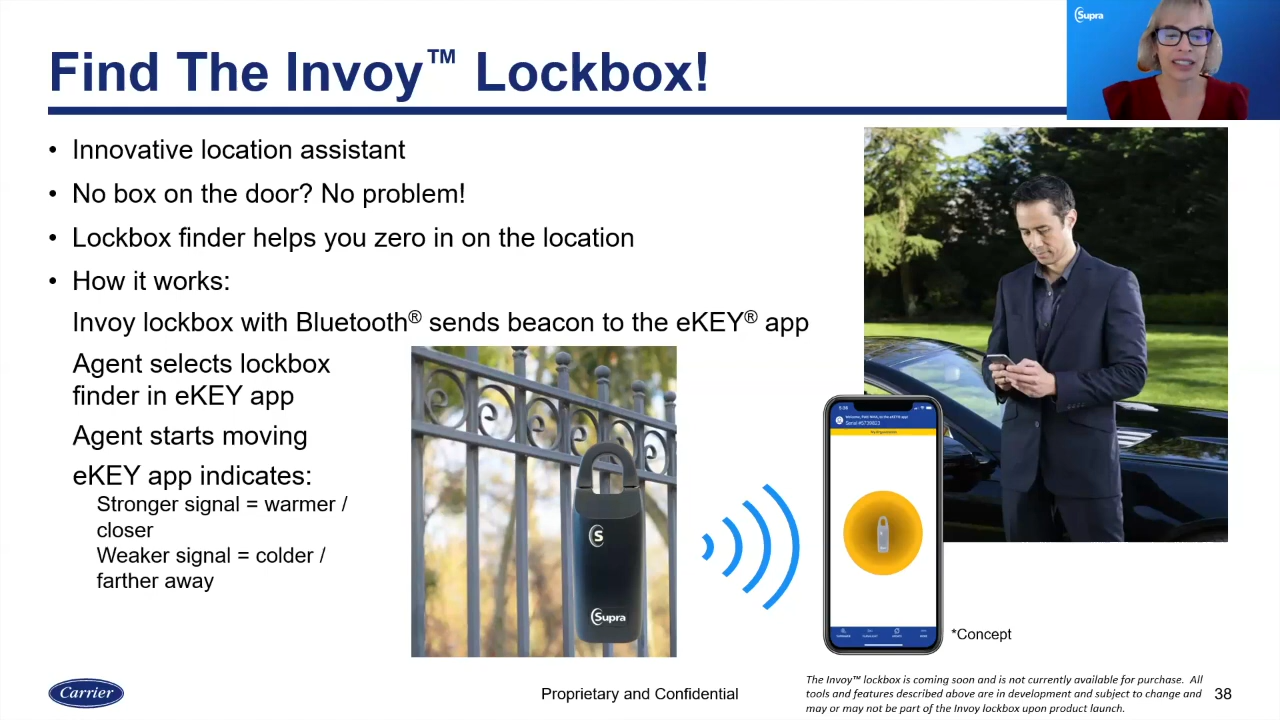 Supra
Find The Invoy™ Lockbox!
• Innovative location assistant
• No box on the door? No problem!
• Lockbox finder helps you zero in on the location
• How it works:
Invoy lockbox with Bluetooth® sends beacon to the eKEY® app
Agent selects lockbox
finder in eKEY app
Agent starts moving
eKEY app indicates:
Stronger signal = warmer /
closer
Weaker signal = colder /
farther away
S
Supra
*Concept
Carrier
Proprietary and Confidential
The Invoy™ lockbox is coming soon and is not currently available for purchase. All
tools and features described above are in development and subject to change and
may or may not be part of the Invoy lockbox upon product launch.
38